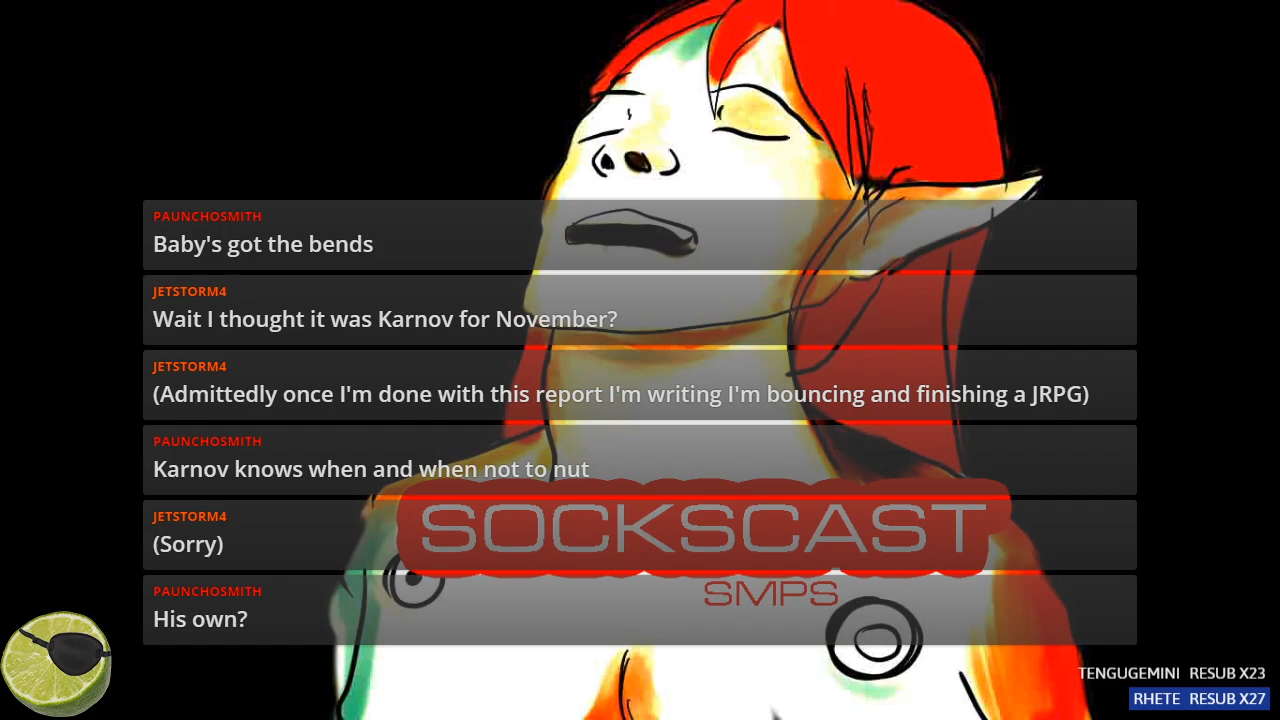 PAUNCHOSMITH
Baby's got the bends
JETSTORM4
Wait I thought it was Karnov for November?
JETSTORM4
(Admittedly once I'm done with this report I'm writing I'm bouncing and finishing a JRPG)
PAUNCHOSMITH
Karnov knows when and when not to nut
JETSTORM4
(Sorry)
SOCKSCAST
SMPS
PAUNCHOSMITH
His own?
TENGUGEMINI RESUB X23
RHETE RESUB X27